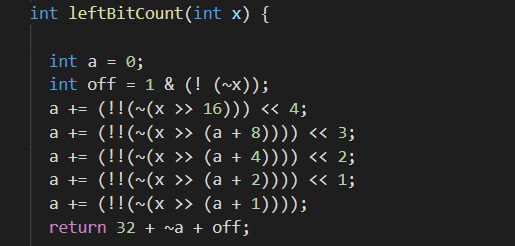 int leftBitCount(int x) {
int a = 0;
int off = 1 & (! (~x));
a += (!!(~(x >> 16))) << 4;
a += (!!(~(x >> (a + 8)))) << 3;
a += (!!(~(x >> (a + 4)))) << 2;
a += (!!(~(x >> (a + 2)))) << 1;
a += (!!(~(x >> (a + 1))));
return 32 + ~a + off;